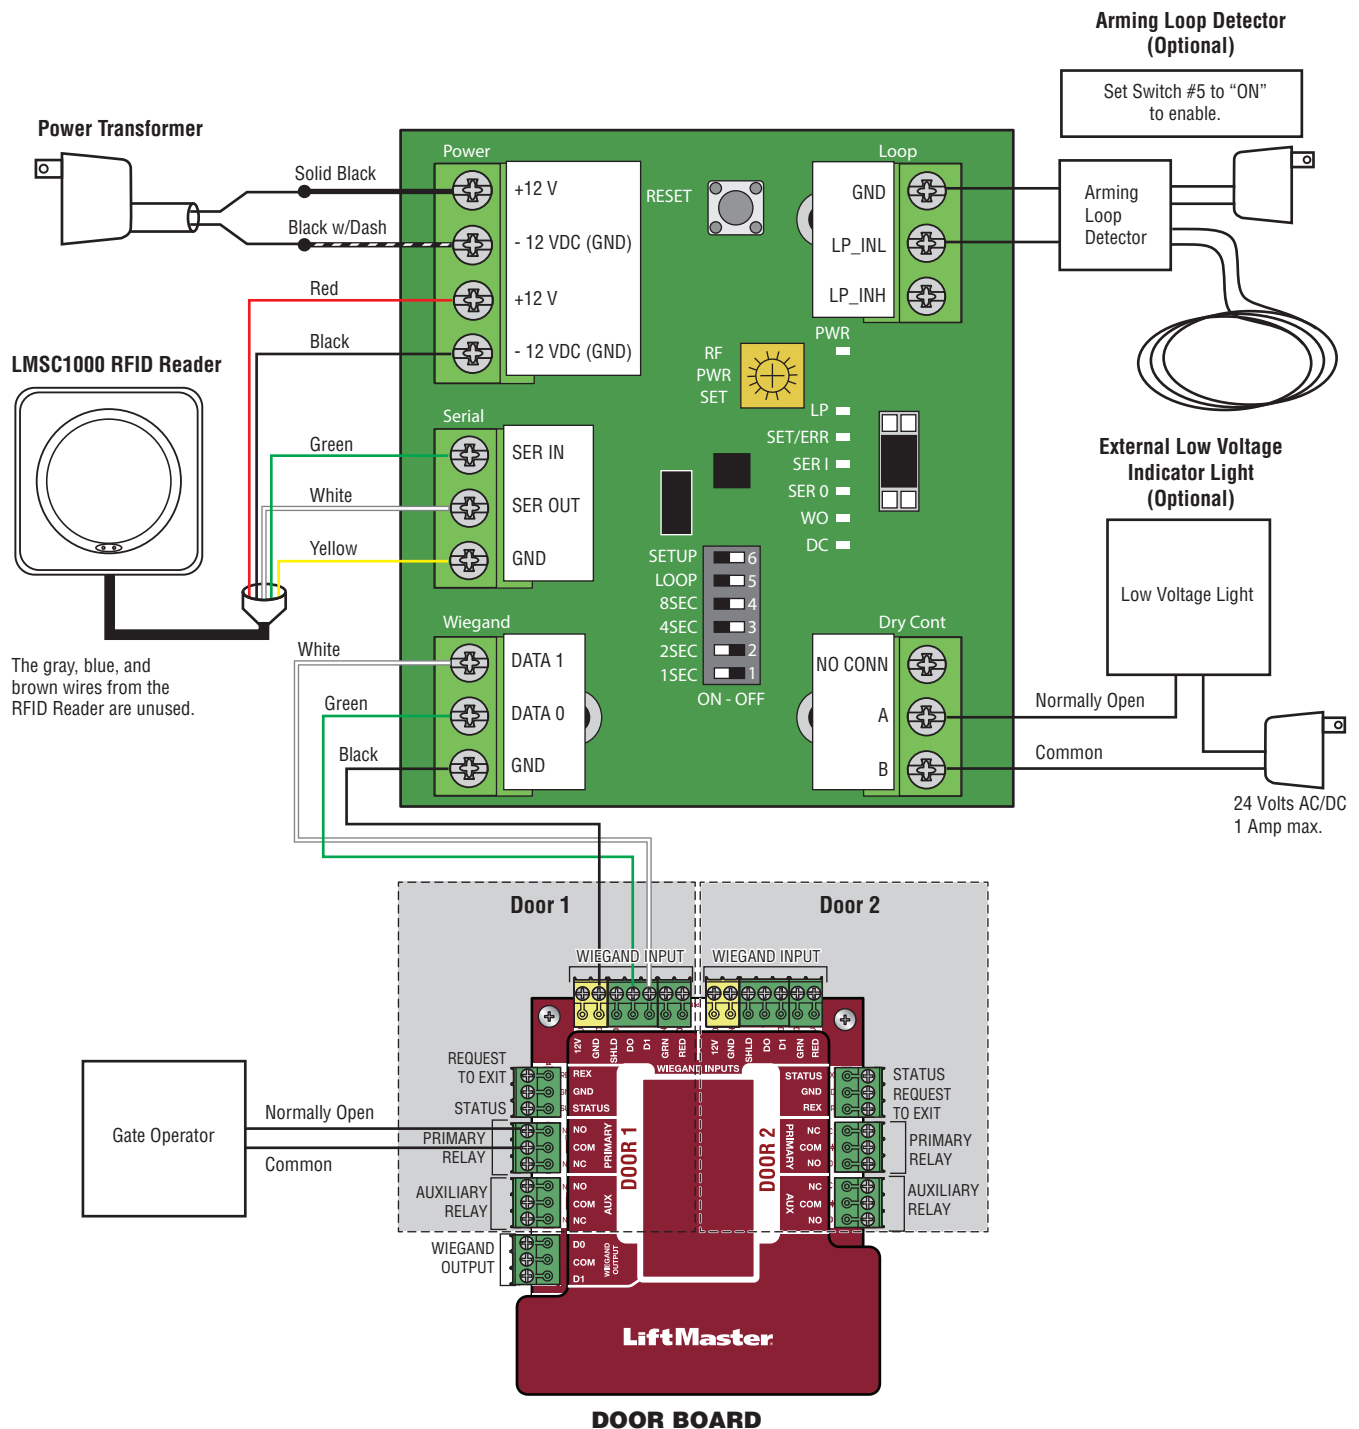 Arming Loop Detector
(Optional)
Set Switch #5 to “ON”
to enable.
Power Transformer
Solid Black
Black w/Dash
Red
Black
LMSC1000 RFID Reader
Green
White
Yellow
The gray, blue, and
brown wires from the
RFID Reader are unused.
White
Green
Black
Power
+12 V
- 12 VDC (GND)
+12 V
- 12 VDC (GND)
Serial
SER IN
SER OUT
GND
Wiegand
DATA 1
DATA 0
GND
RESET
RF
PWR
SET
PWR
LP
SET/ERR
SER I
SER 0
WO
DC
SETUP 6
LOOP 5
8SEC 4
4SEC 3
2SEC 2
1SEC 1
ON - OFF
Loop
GND
LP_INL
LP_INH
Dry Cont
NO CONN
A
B
Arming
Loop
Detector
External Low Voltage
Indicator Light
(Optional)
Low Voltage Light
Normally Open
Common
24 Volts AC/DC
1 Amp max.
Door 1
Door 2
WIEGAND INPUT
WIEGAND INPUT
12V
GND
SHLD
DO
D1
GRN
RED
12V
GND
SHLD
DO
D1
GRN
RED
WIEGAND INPUTS
REQUEST
TO EXIT
STATUS
PRIMARY
RELAY
AUXILIARY
RELAY
WIEGAND
OUTPUT
REX
GND
STATUS
NO
COM
NC
PRIMARY
NO
COM
NC
AUX
D0
COM
D1
WIEGAND
OUTPUT
DOOR 1
DOOR 2
STATUS
GND
REX
NC
COM
NO
PRIMARY
NC
COM
NO
AUX
STATUS
REQUEST
TO EXIT
PRIMARY
RELAY
AUXILIARY
RELAY
Gate Operator
Normally Open
Common
LiftMaster
DOOR BOARD